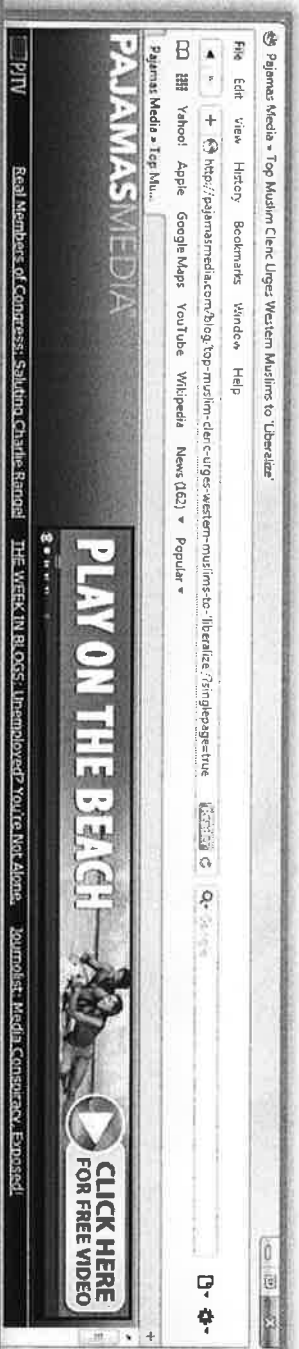 Pajamas Media » Top Muslim Cleric Urges Western Muslims to 'Liberalize'
File Edit View History Bookmarks Window Help
http://pajamasmedia.com/blog/top-muslim-cleric-urges-western-muslims-to-'liberalize'/?singlepage=true
Yahoo! Apple Google Maps YouTube Wikipedia News (162) Popular
Pajamas Media » Top Mu...
PAJAMASMEDIA
PLAY ON THE BEACH
CLICK HERE
FOR FREE VIDEO
PJTV Real Members of Congress: Saluting Charlie Rangel THE WEEK IN BLOGS: Unemployed? You're Not Alone. Journolist: Media Conspiracy, Exposed!